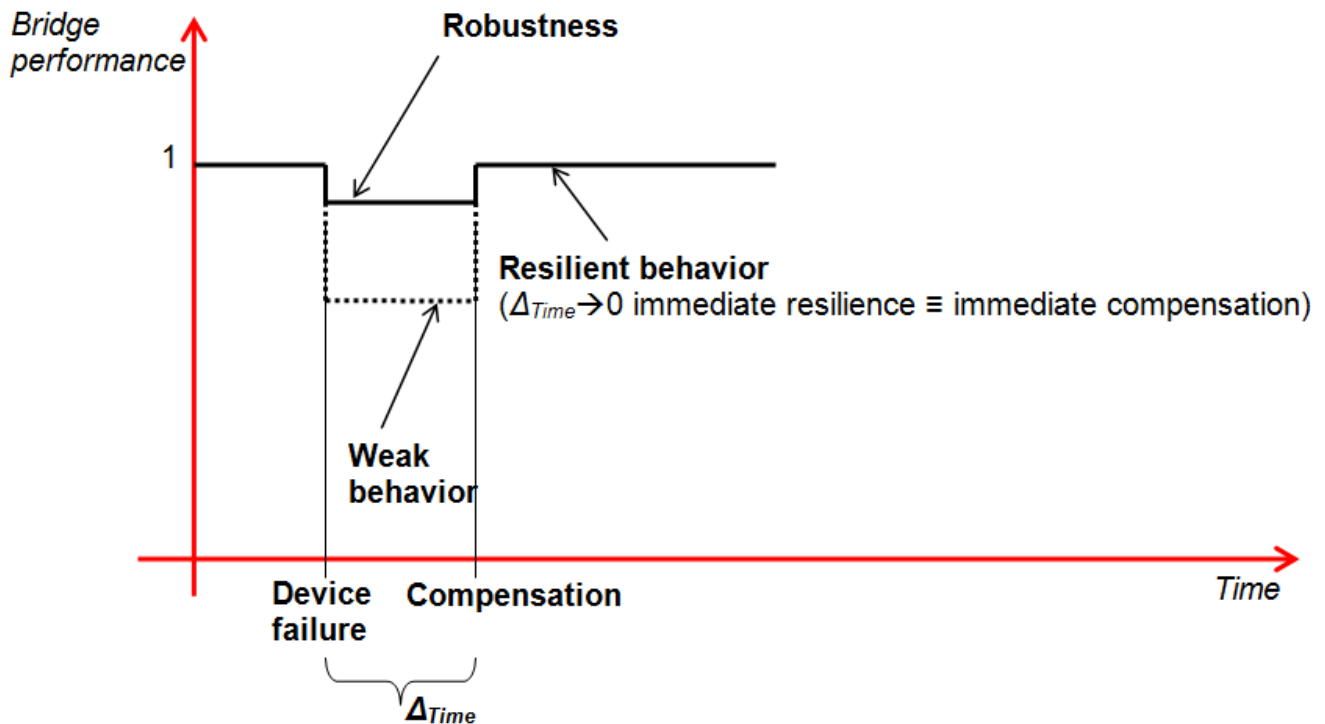 Bridge
performance
Robustness
1
Resilient behavior
(ΔTime→0 immediate resilience ≡ immediate compensation)
Weak
behavior
Device
failure
Compensation
Time
ΔTime